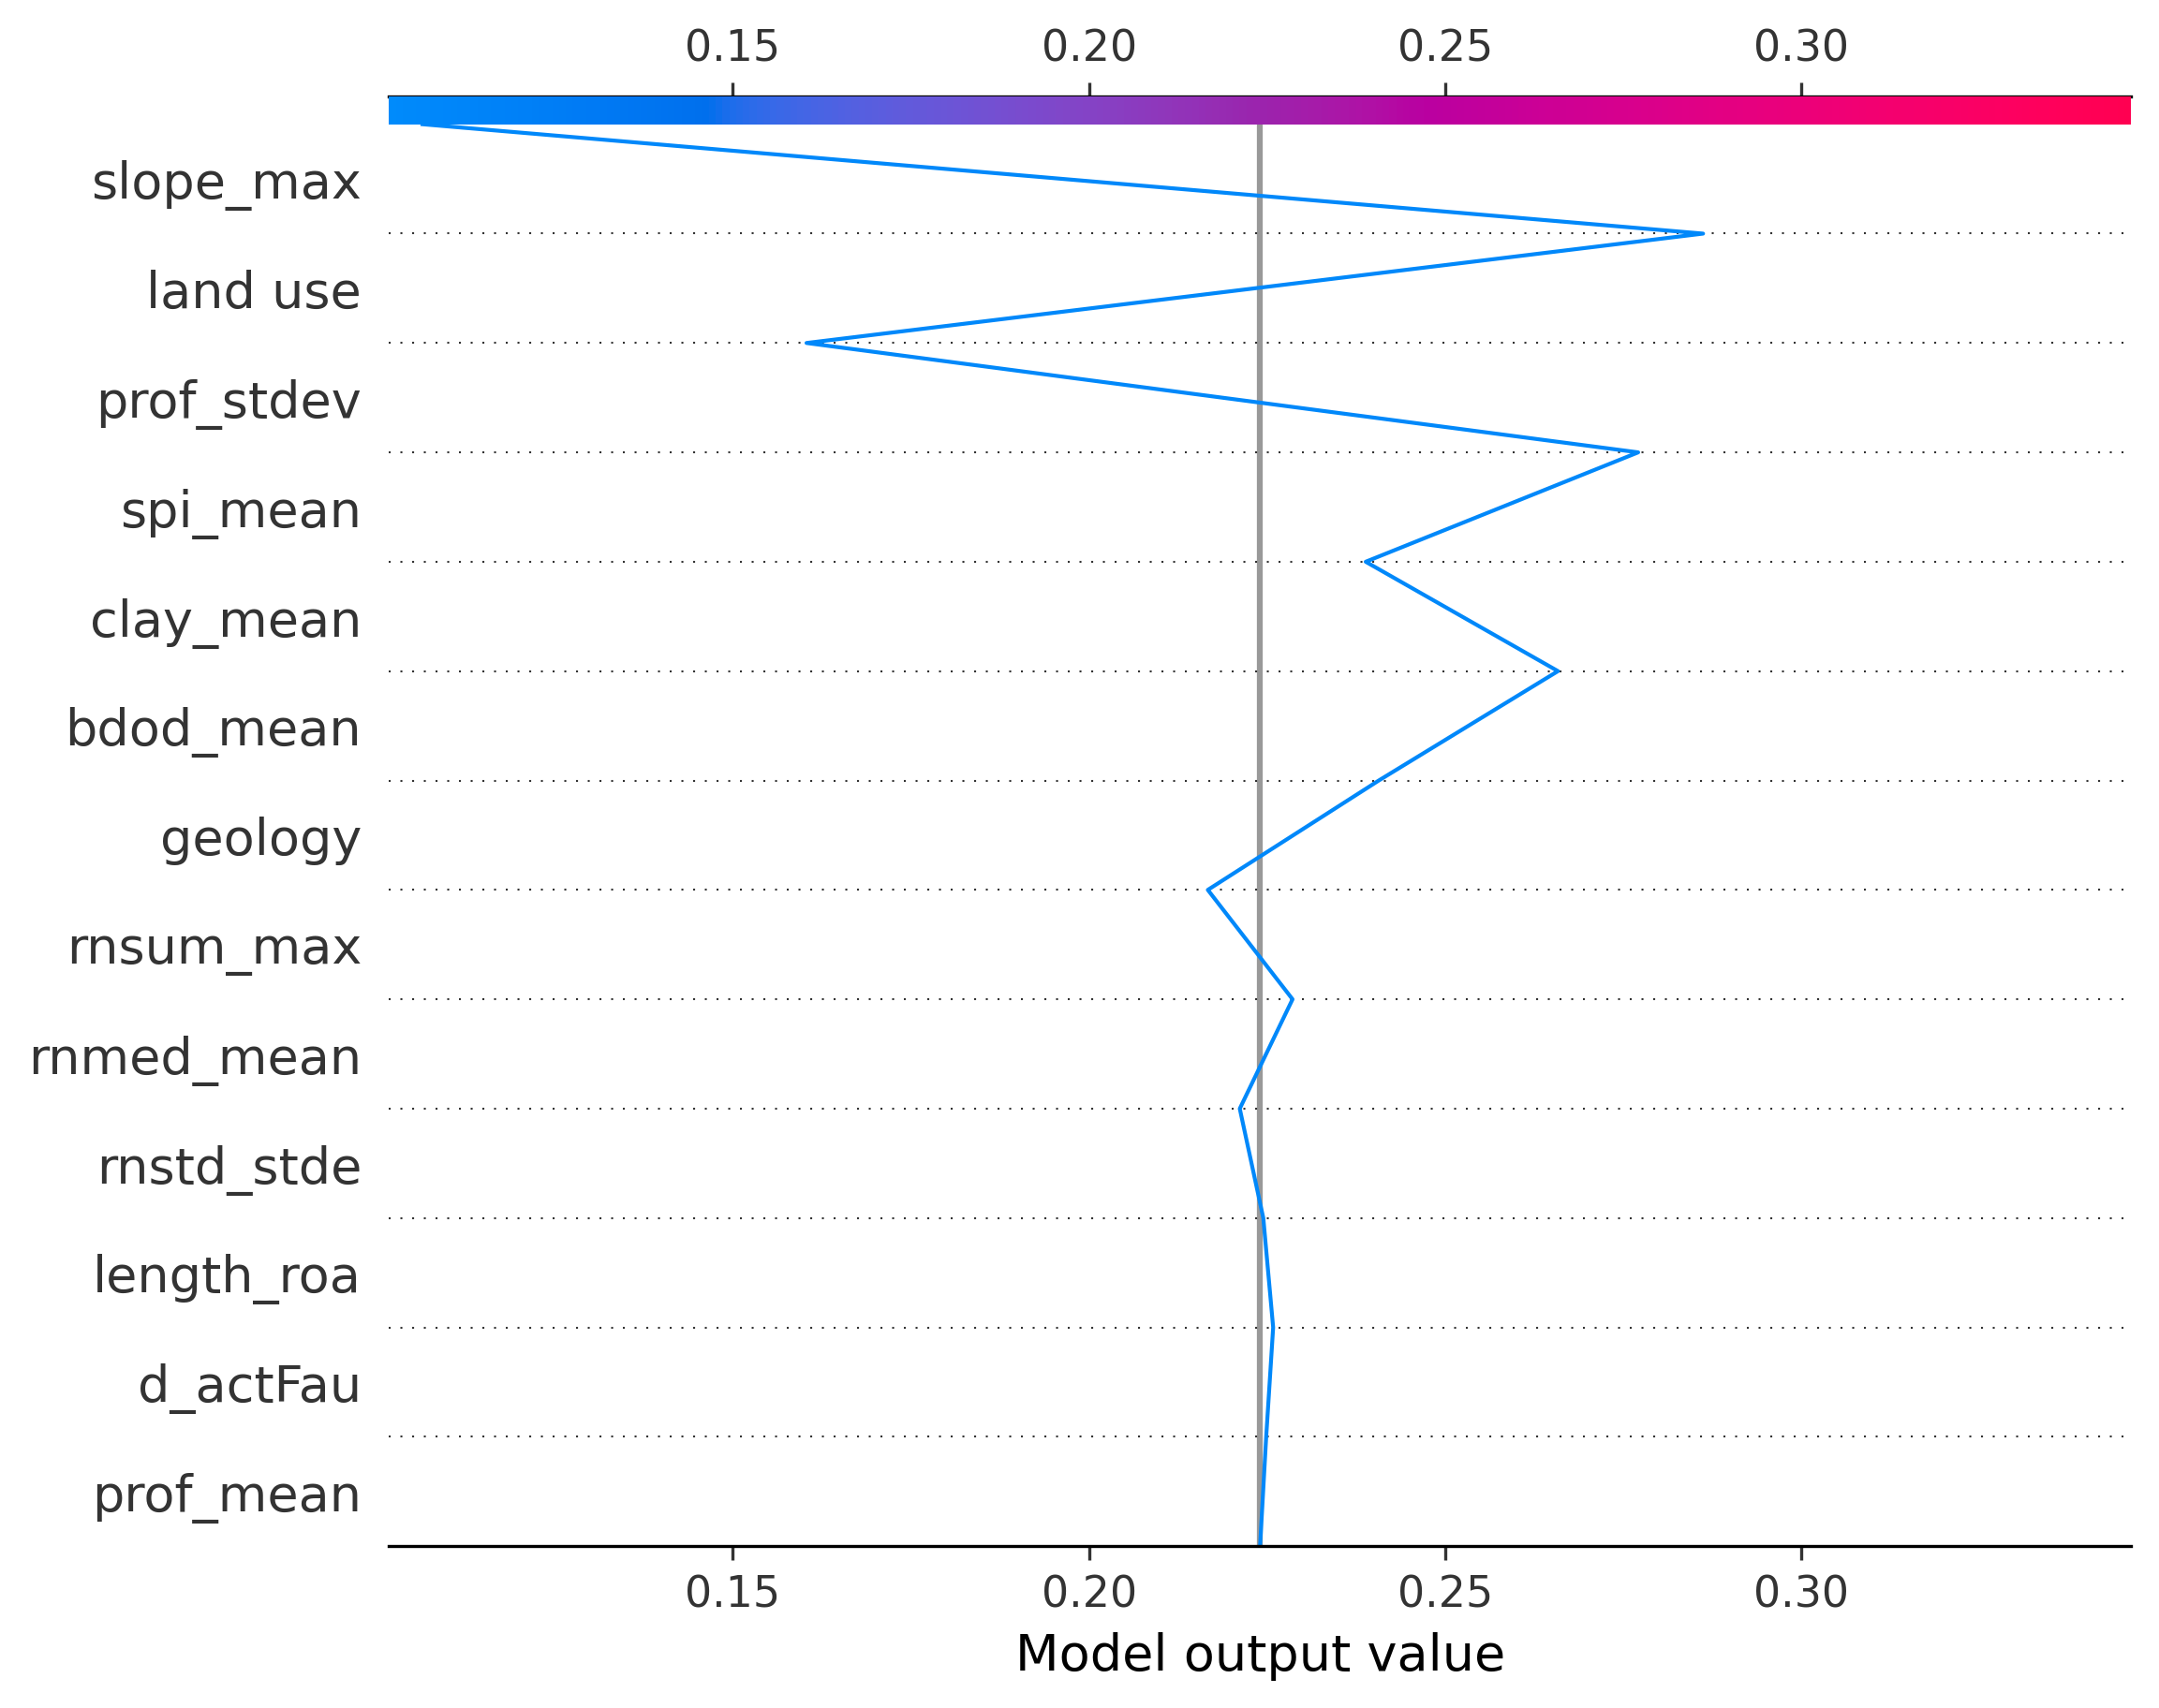 0.15 0.20 0.25 0.30
slope_max
land use
prof_stdev
spi_mean
clay_mean
bdod_mean
geology
rnsum_max
rnmed_mean
rnstd_stde
length_roa
d_actFau
prof_mean
0.15 0.20 0.25 0.30
Model output value